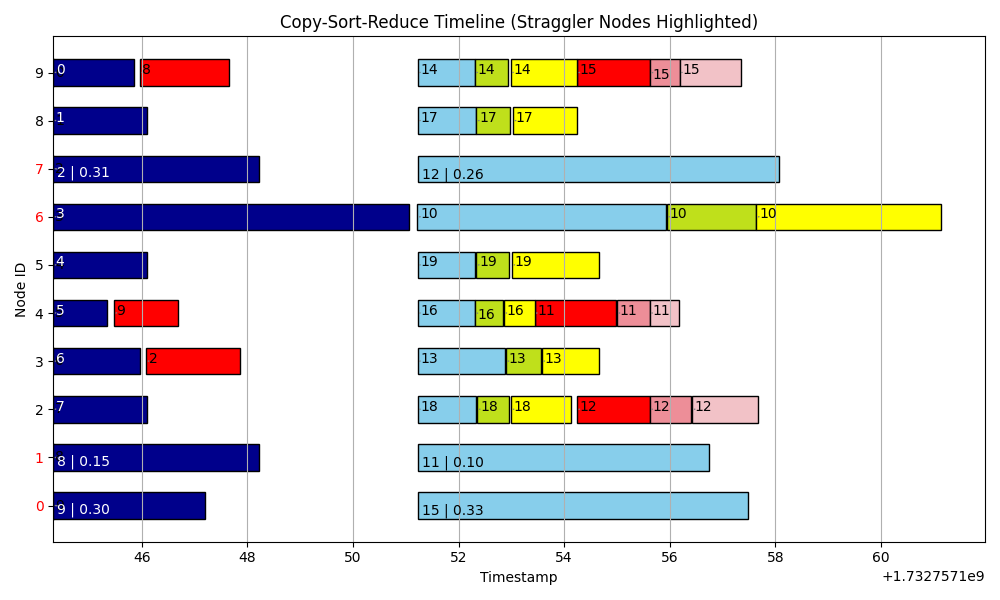 Copy-Sort-Reduce Timeline (Straggler Nodes Highlighted)
Node ID
9 0 8 14 14 14 15 15 15
8 1 17 17 17
7 2 | 0.31 12 | 0.26
6 3 10 10 10
5 4 19 19 19
4 5 9 16 16 16 11 11 11
3 6 2 13 13 13
2 7 18 18 18 12 12 12
1 8 | 0.15 11 | 0.10
0 9 | 0.30 15 | 0.33
46 48 50 52 54 56 58 60
Timestamp
+1.7327571e9